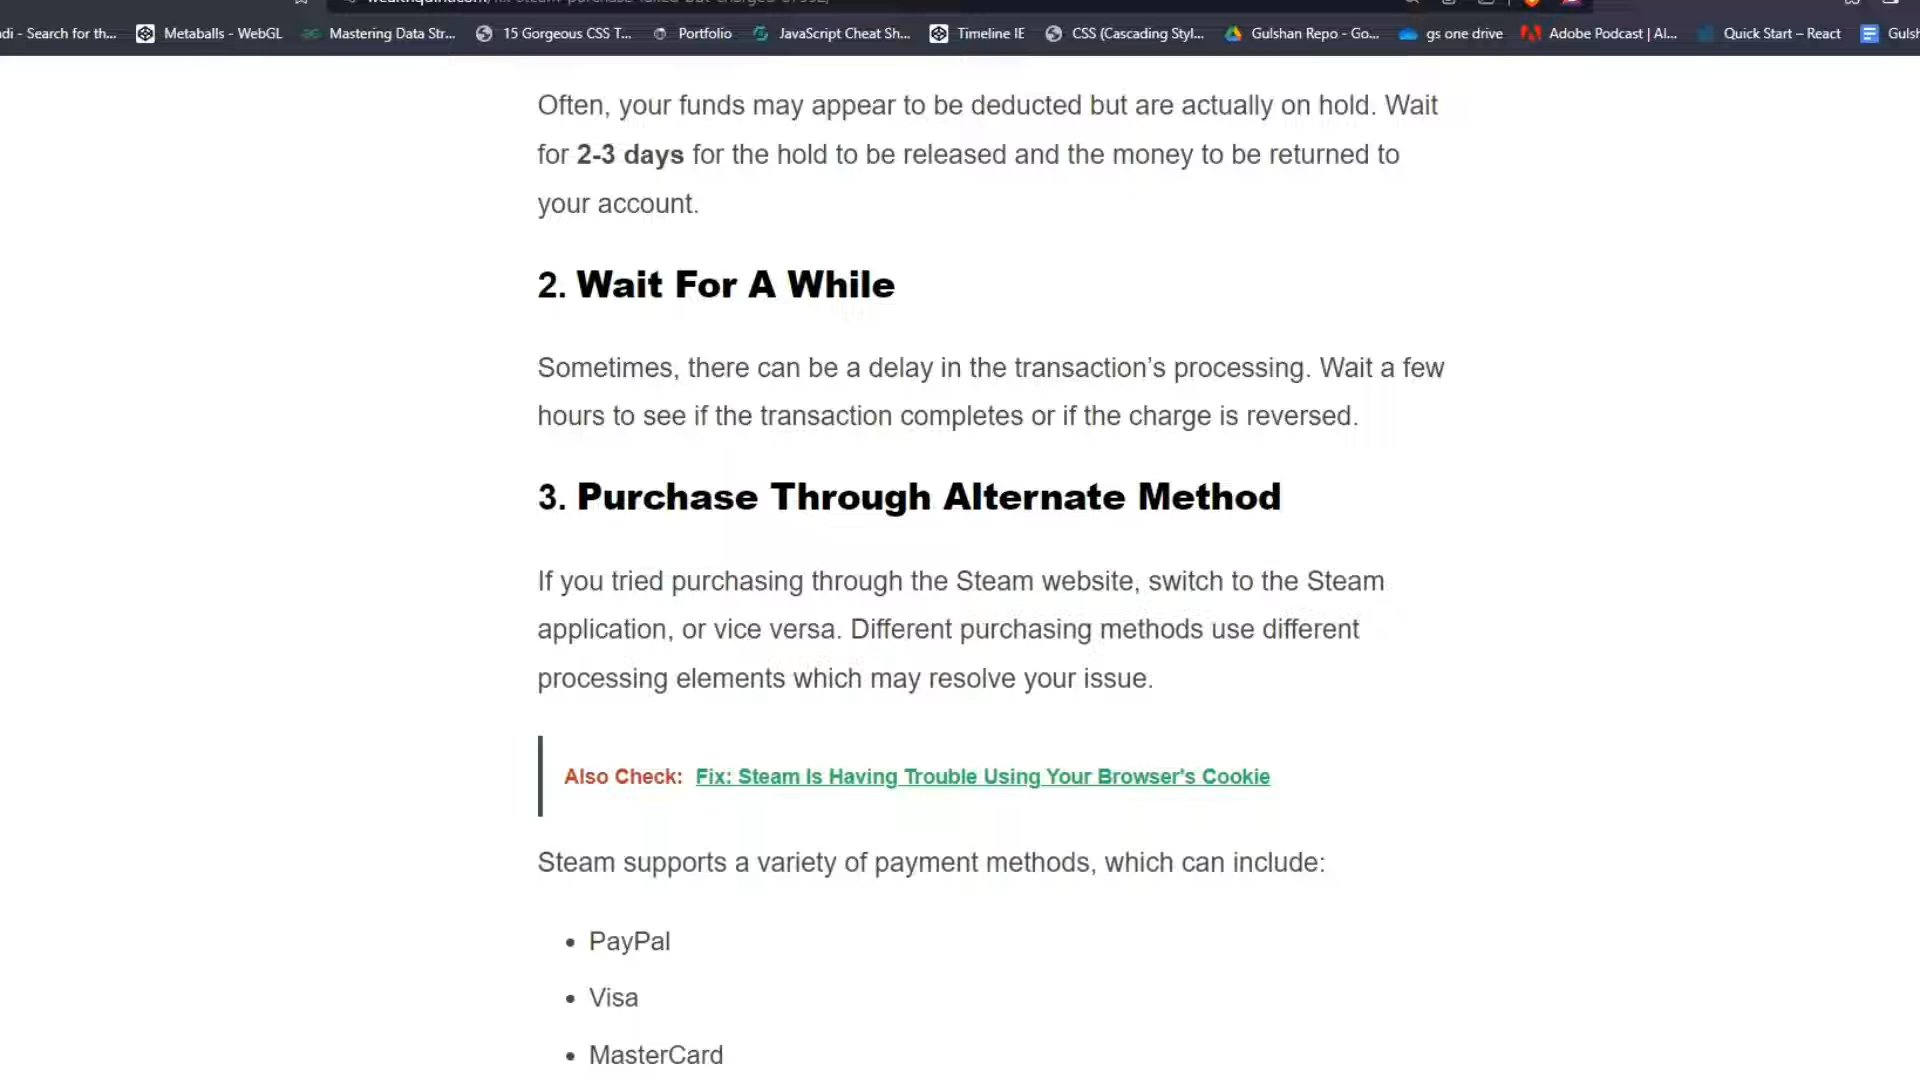 di - Search for th...
Metaballs - WebGL
Mastering Data Str...
15 Gorgeous CSS T...
Portfolio
JavaScript Cheat Sh...
Timeline IE
CSS (Cascading Styl...
Gulshan Repo - Go...
gs one drive
Adobe Podcast | AI...
Quick Start – React
Gulsh
Often, your funds may appear to be deducted but are actually on hold. Wait
for 2-3 days for the hold to be released and the money to be returned to
your account.
2. Wait For A While
Sometimes, there can be a delay in the transaction’s processing. Wait a few
hours to see if the transaction completes or if the charge is reversed.
3. Purchase Through Alternate Method
If you tried purchasing through the Steam website, switch to the Steam
application, or vice versa. Different purchasing methods use different
processing elements which may resolve your issue.
Also Check: Fix: Steam Is Having Trouble Using Your Browser's Cookie
Steam supports a variety of payment methods, which can include:
• PayPal
• Visa
• MasterCard